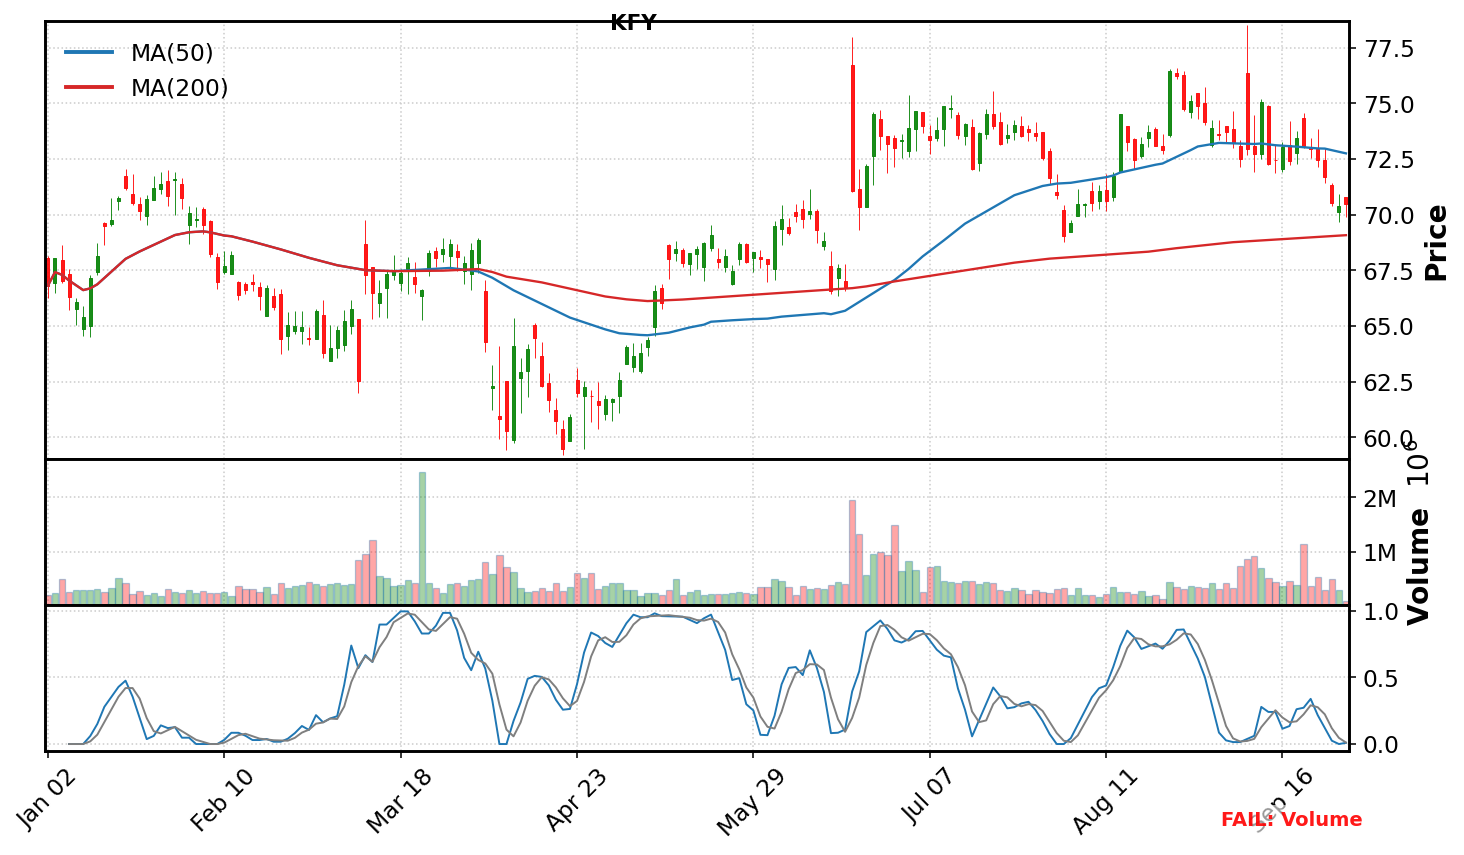 KFY
MA(50)
MA(200)
77.5
75.0
72.5
70.0
67.5
65.0
62.5
60.0
Price
10⁶
2M
1M
Volume
1.0
0.5
0.0
Jan 02
Feb 10
Mar 18
Apr 23
May 29
Jul 07
Aug 11
Sep 16
FAIL: Volume